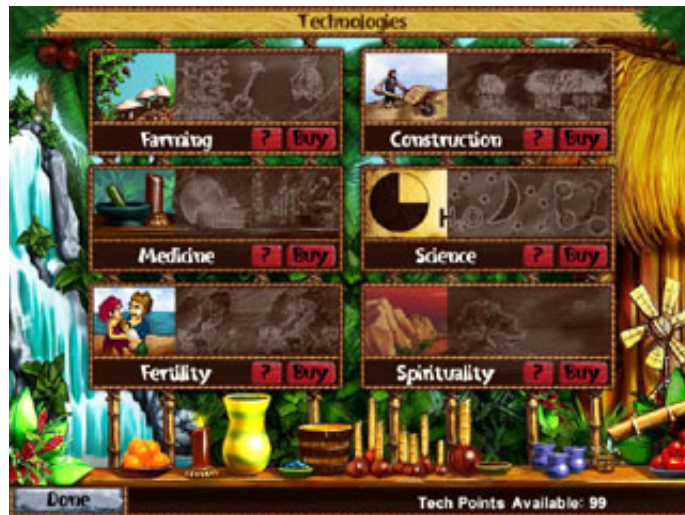 Technologies
Farming ? Buy
Construction ? Buy
Medicine ? Buy
H
Science ? Buy
Fertility ? Buy
Spirituality ? Buy
Done
Tech Points Available: 99